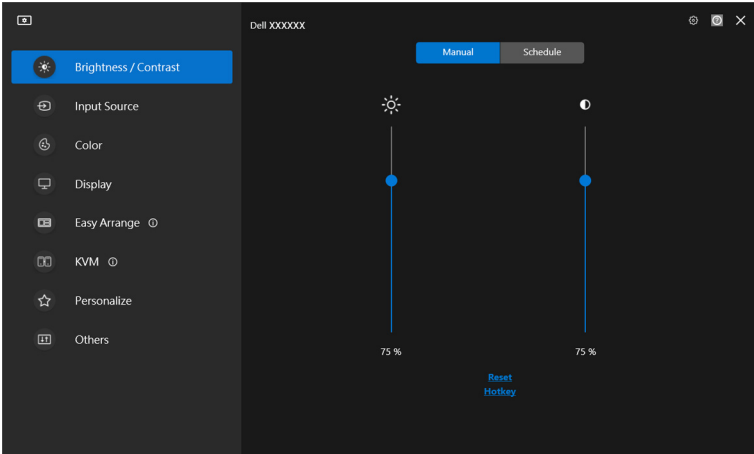 Dell XXXXXX
Manual
Schedule
Brightness / Contrast
Input Source
Color
Display
Easy Arrange
KVM
Personalize
Others
75 %
75 %
Reset
Hotkey